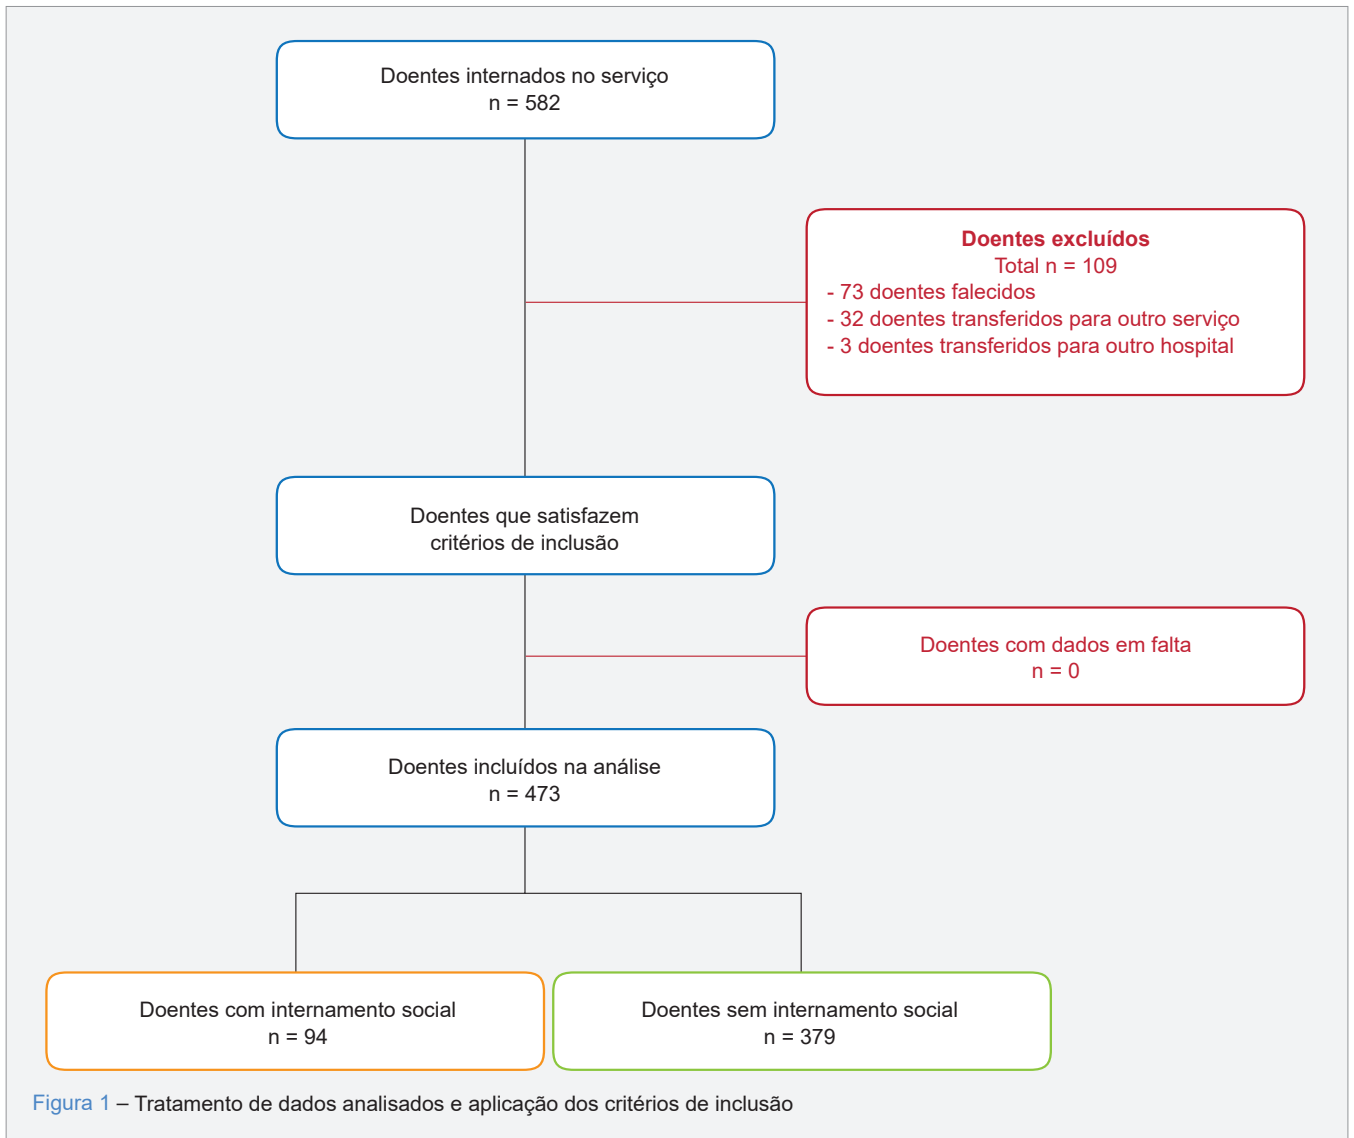 Doentes internados no serviço
n = 582
Doentes excluídos
Total n = 109
- 73 doentes falecidos
- 32 doentes transferidos para outro serviço
- 3 doentes transferidos para outro hospital
Doentes que satisfazem
critérios de inclusão
Doentes com dados em falta
n = 0
Doentes incluídos na análise
n = 473
Doentes com internamento social
n = 94
Doentes sem internamento social
n = 379
Figura 1 – Tratamento de dados analisados e aplicação dos critérios de inclusão